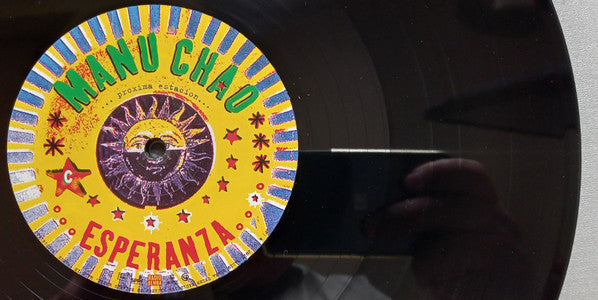 MANU CHAO
...proxima estacion...
C
ESPERANZA